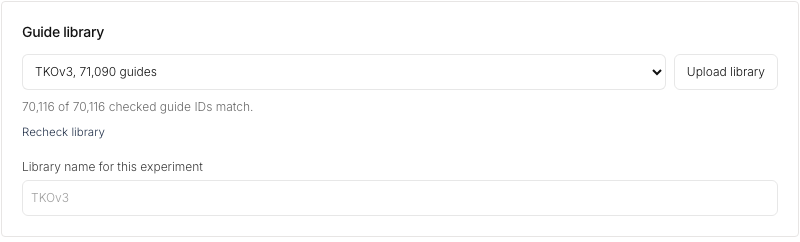 Guide library
TKOv3, 71,090 guides
Upload library
70,116 of 70,116 checked guide IDs match.
Recheck library
Library name for this experiment
TKOv3